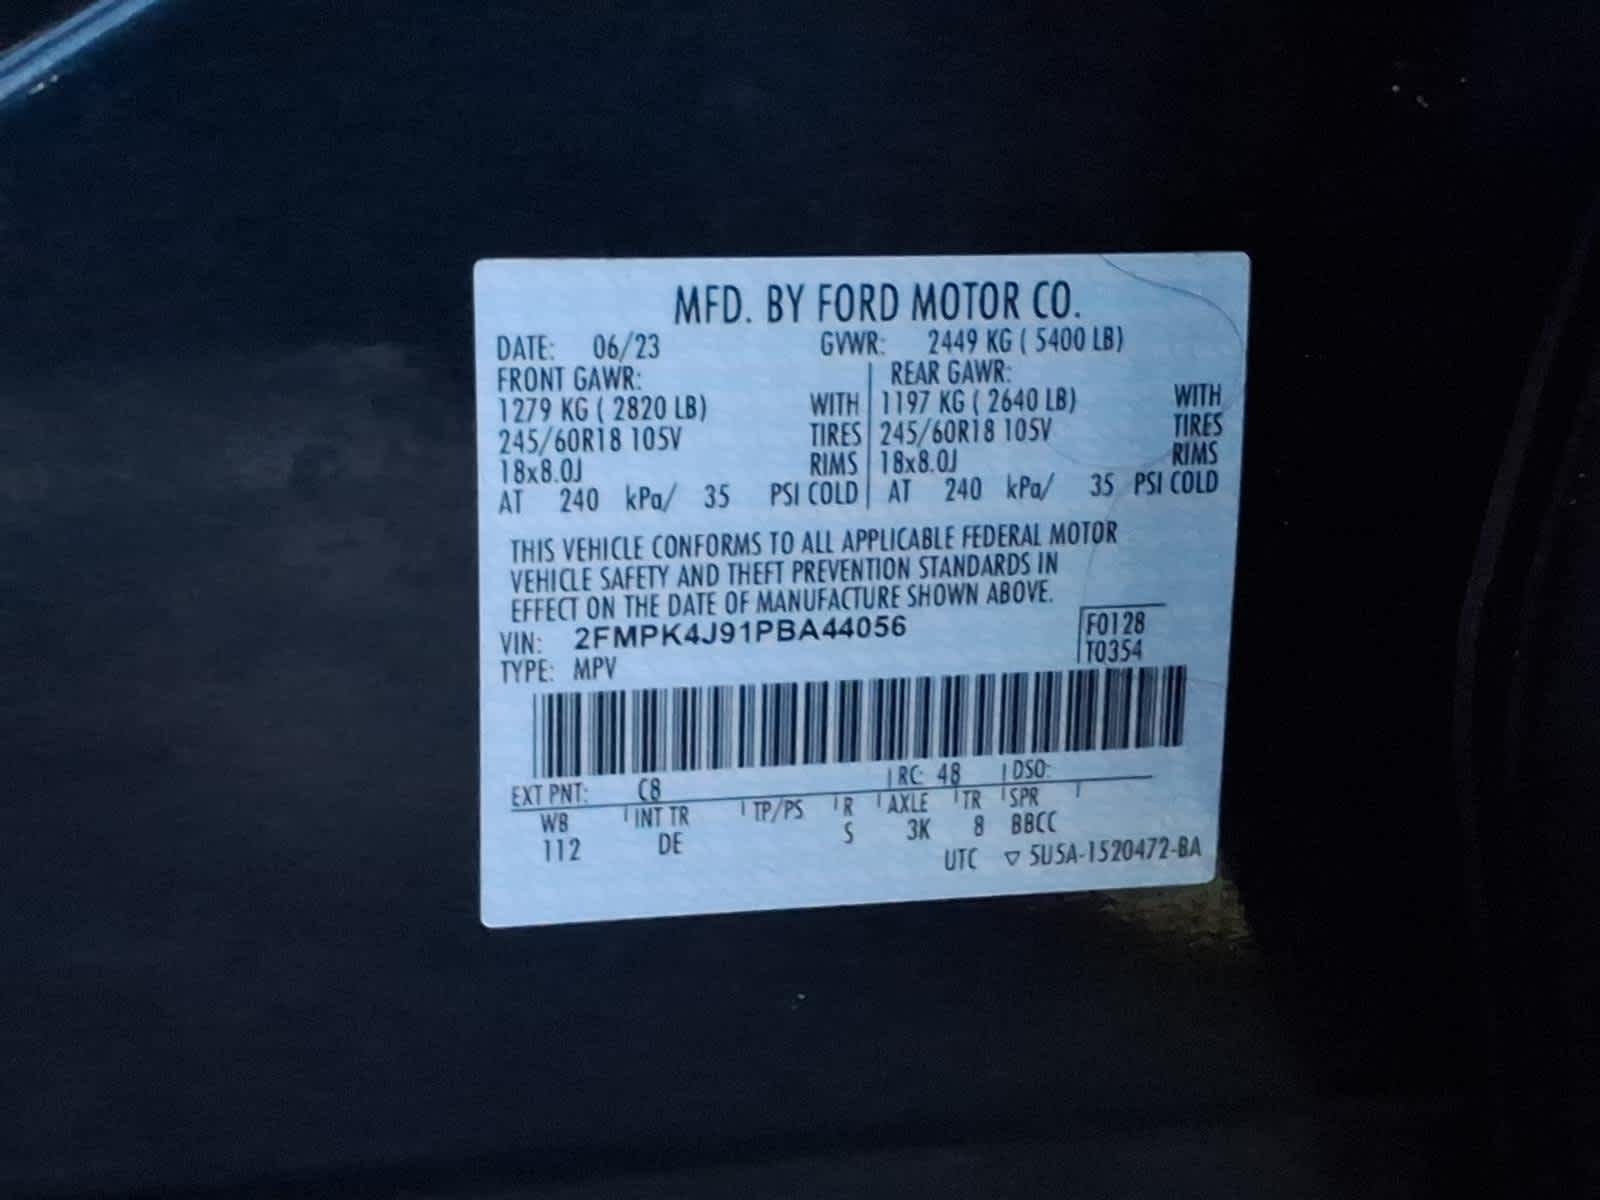 MFD. BY FORD MOTOR CO.
DATE: 06/23 GVWR: 2449 KG ( 5400 LB)
FRONT GAWR: REAR GAWR:
1279 KG ( 2820 LB) WITH 1197 KG ( 2640 LB) WITH
245/60R18 105V TIRES 245/60R18 105V TIRES
18x8.0J RIMS 18x8.0J RIMS
AT 240 kPa/ 35 PSI COLD AT 240 kPa/ 35 PSI COLD
THIS VEHICLE CONFORMS TO ALL APPLICABLE FEDERAL MOTOR
VEHICLE SAFETY AND THEFT PREVENTION STANDARDS IN
EFFECT ON THE DATE OF MANUFACTURE SHOWN ABOVE.
VIN: 2FMPK4J91PBA44056 F0128
TYPE: MPV T0354
EXT PNT: C8 RC: 48 DSO:
WB INT TR TP/PS R AXLE TR SPR
112 DE S 3K 8 BBCC
UTC ▽ 5U5A-1520472-BA